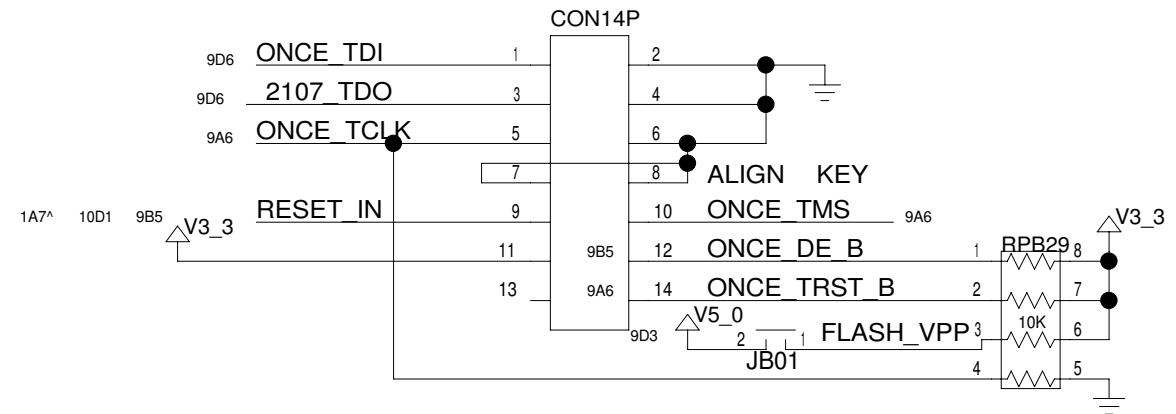 CON14P
9D6 ONCE_TDI 1 2
9D6 2107_TDO 3 4
9A6 ONCE_TCLK 5 6
7 8 ALIGN KEY
1A7^ 10D1 9B5 RESET_IN 9 10 ONCE_TMS 9A6
V3_3 V3_3
11 9B5 12 ONCE_DE_B 1 RPB29 8
13 9A6 14 ONCE_TRST_B 2 7
9D3 V5_0 2 1 FLASH_VPP 3 10K 6
JB01
4 5